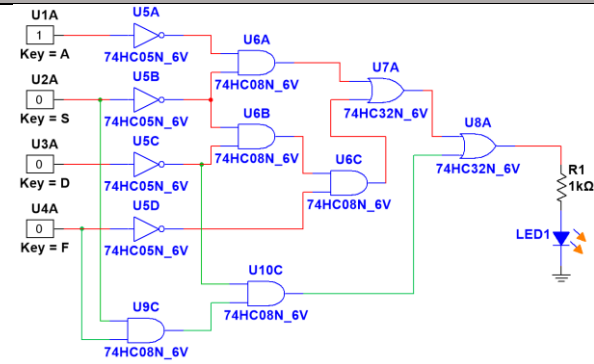 U1A
1
Key = A
U5A
74HC05N_6V
U6A
74HC08N_6V
U7A
74HC32N_6V
U2A
0
Key = S
U5B
74HC05N_6V
U6B
74HC08N_6V
U8A
74HC32N_6V
U3A
0
Key = D
U5C
74HC05N_6V
U6C
74HC08N_6V
R1
1kΩ
U4A
0
Key = F
U5D
74HC05N_6V
LED1
U10C
74HC08N_6V
U9C
74HC08N_6V